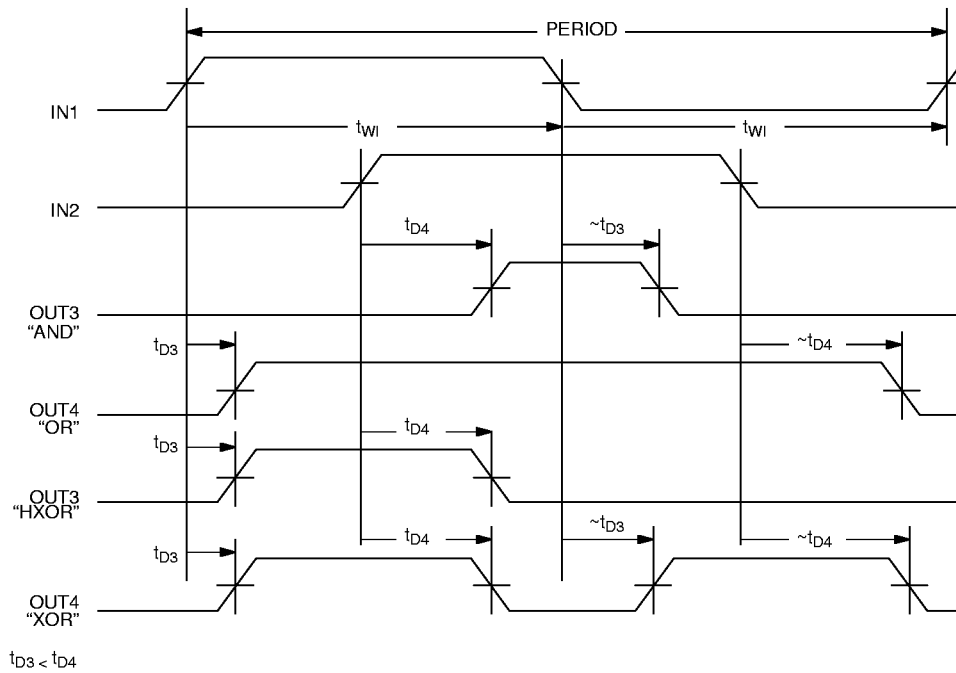 PERIOD
IN1
tWI tWI
IN2
tD4 ~tD3
OUT3
“AND”
tD3 ~tD4
OUT4
“OR”
tD3 tD4
OUT3
“HXOR”
tD3 tD4 ~tD3 ~tD4
OUT4
“XOR”
tD3 < tD4